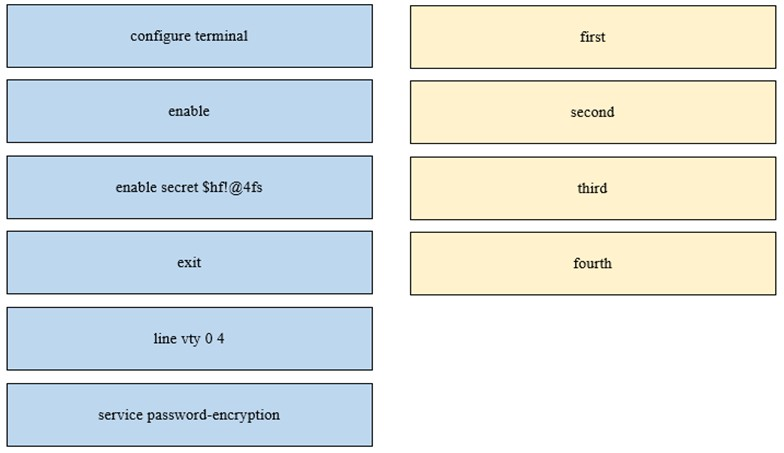 configure terminal
first
enable
second
enable secret $hf!@4fs
third
exit
fourth
line vty 0 4
service password-encryption